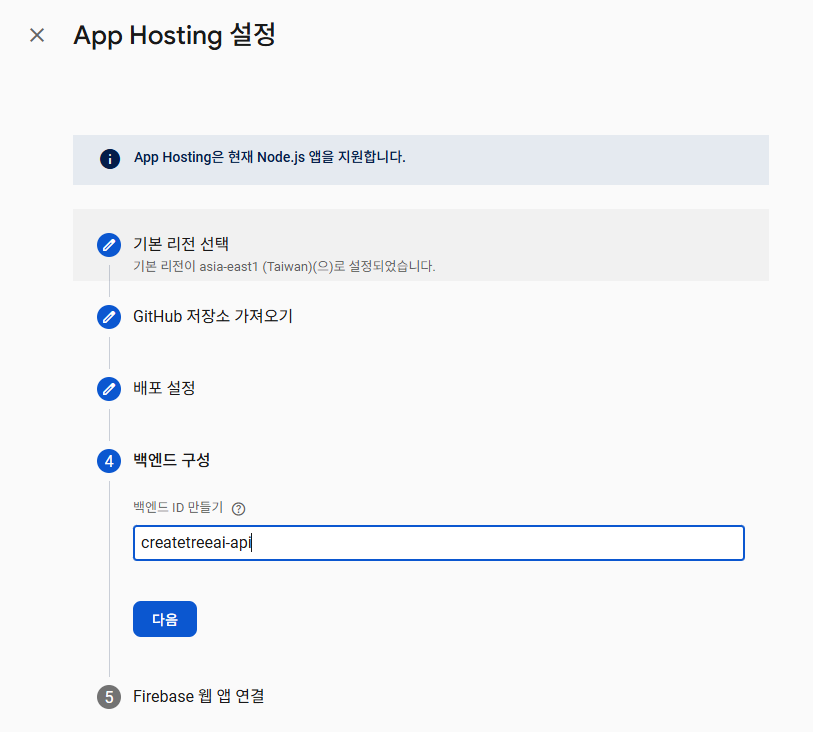 App Hosting 설정
App Hosting은 현재 Node.js 앱을 지원합니다.
기본 리전 선택
기본 리전이 asia-east1 (Taiwan)(으)로 설정되었습니다.
GitHub 저장소 가져오기
배포 설정
4 백엔드 구성
백엔드 ID 만들기
createtreeai-api
다음
5 Firebase 웹 앱 연결